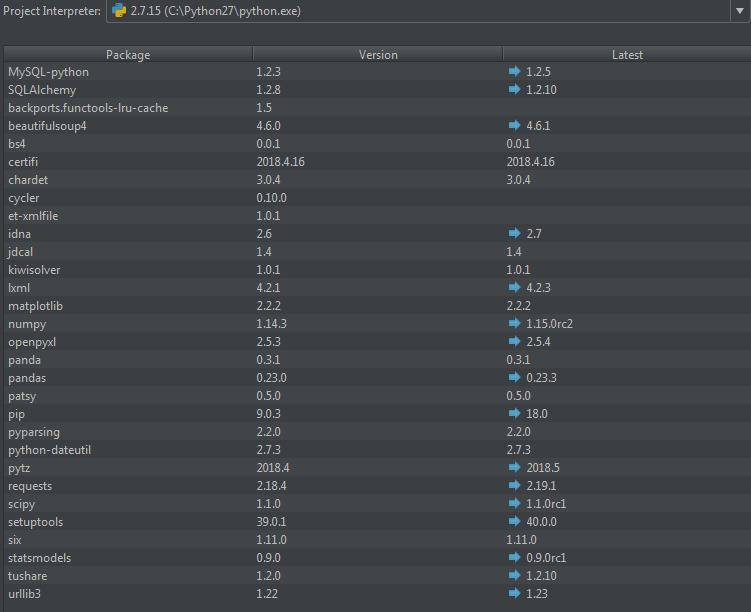 Project Interpreter: 2.7.15 (C:\Python27\python.exe)
Package Version Latest
MySQL-python 1.2.3 1.2.5
SQLAlchemy 1.2.8 1.2.10
backports.functools-lru-cache 1.5
beautifulsoup4 4.6.0 4.6.1
bs4 0.0.1 0.0.1
certifi 2018.4.16 2018.4.16
chardet 3.0.4 3.0.4
cycler 0.10.0
et-xmlfile 1.0.1
idna 2.6 2.7
jdcal 1.4 1.4
kiwisolver 1.0.1 1.0.1
lxml 4.2.1 4.2.3
matplotlib 2.2.2 2.2.2
numpy 1.14.3 1.15.0rc2
openpyxl 2.5.3 2.5.4
panda 0.3.1 0.3.1
pandas 0.23.0 0.23.3
patsy 0.5.0 0.5.0
pip 9.0.3 18.0
pyparsing 2.2.0 2.2.0
python-dateutil 2.7.3 2.7.3
pytz 2018.4 2018.5
requests 2.18.4 2.19.1
scipy 1.1.0 1.1.0rc1
setuptools 39.0.1 40.0.0
six 1.11.0 1.11.0
statsmodels 0.9.0 0.9.0rc1
tushare 1.2.0 1.2.10
urllib3 1.22 1.23